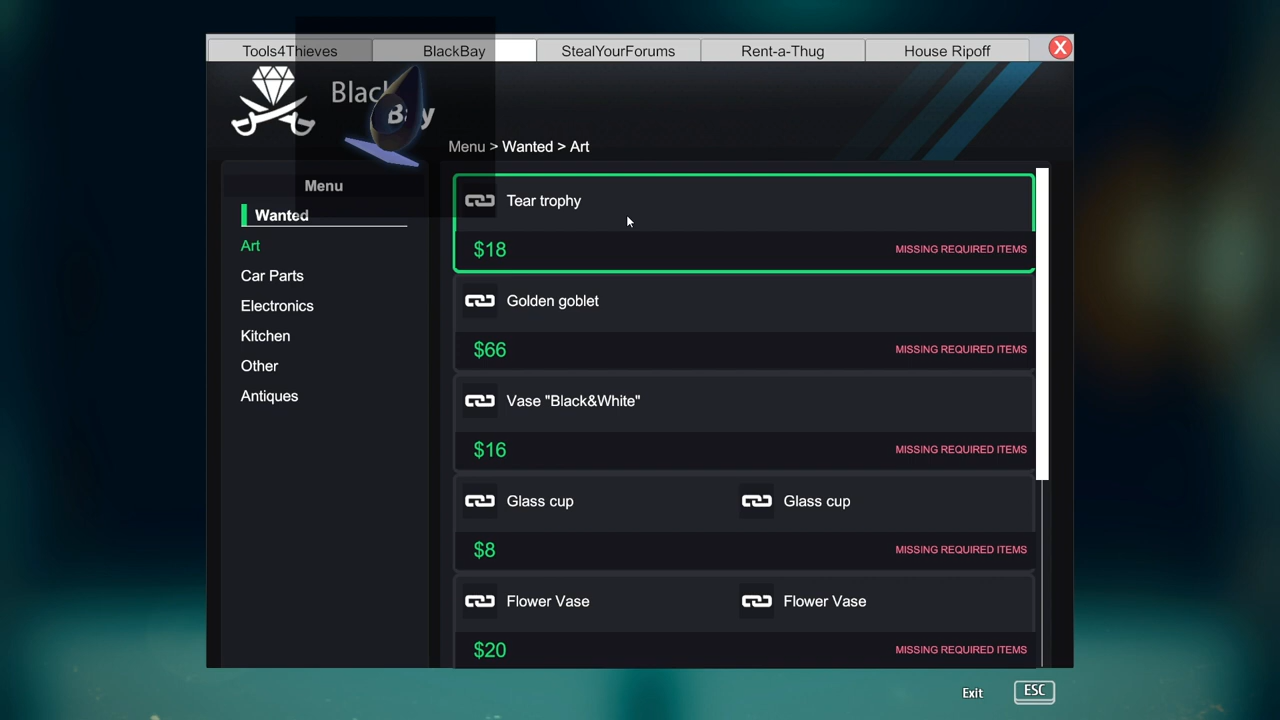 Tools4Thieves BlackBay StealYourForums Rent-a-Thug House Ripoff
Black
Bay
Menu > Wanted > Art
Menu
Wanted
Art
Car Parts
Electronics
Kitchen
Other
Antiques
Tear trophy
$18 MISSING REQUIRED ITEMS
Golden goblet
$66 MISSING REQUIRED ITEMS
Vase "Black&White"
$16 MISSING REQUIRED ITEMS
Glass cup Glass cup
$8 MISSING REQUIRED ITEMS
Flower Vase Flower Vase
$20 MISSING REQUIRED ITEMS
Exit ESC